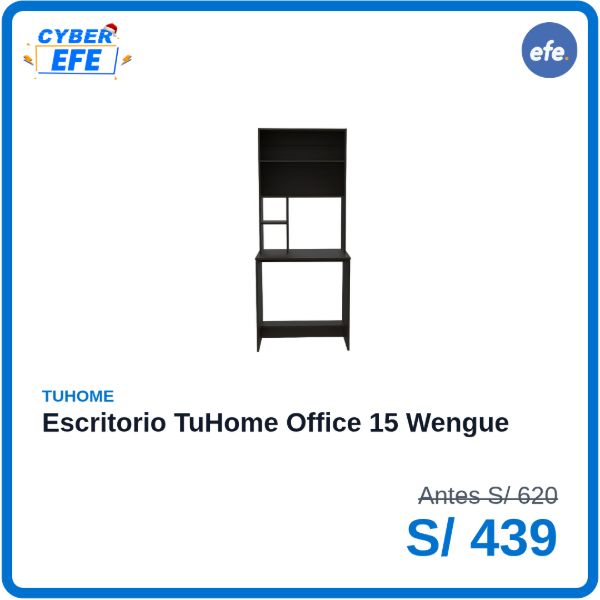 CYBER
EFE
efe.
TUHOME
Escritorio TuHome Office 15 Wengue
Antes S/ 620
S/ 439